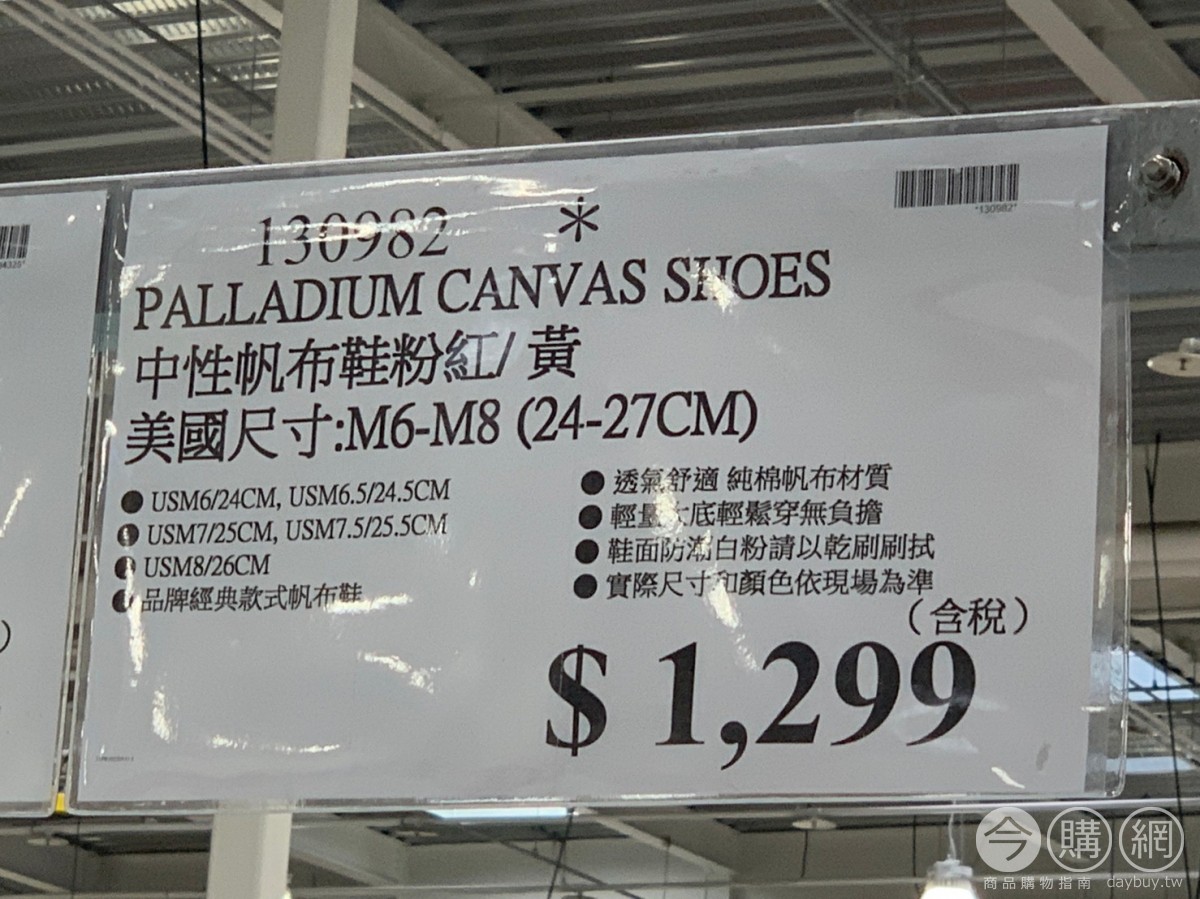 130982 *
*130982*
PALLADIUM CANVAS SHOES
中性帆布鞋粉紅/ 黃
美國尺寸:M6-M8 (24-27CM)
● USM6/24CM, USM6.5/24.5CM
● USM7/25CM, USM7.5/25.5CM
● USM8/26CM
● 品牌經典款式帆布鞋
● 透氣舒適 純棉帆布材質
● 輕量大底輕鬆穿無負擔
● 鞋面防潮白粉請以乾刷刷拭
● 實際尺寸和顏色依現場為準
(含稅)
$ 1,299
)
今購網
商品購物指南 daybuy.tw